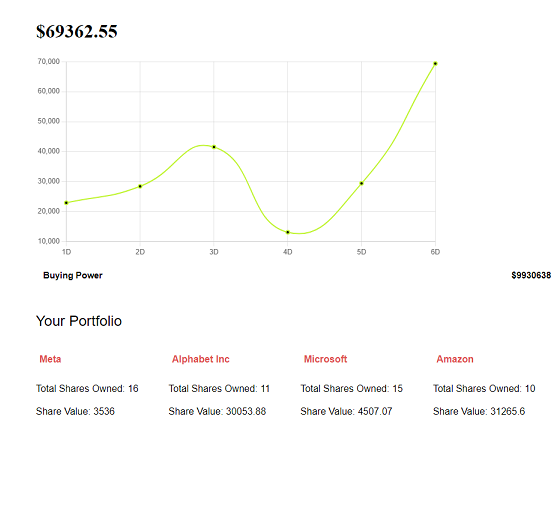 $69362.55
70,000
60,000
50,000
40,000
30,000
20,000
10,000
1D 2D 3D 4D 5D 6D
Buying Power $9930638
Your Portfolio
Meta Alphabet Inc Microsoft Amazon
Total Shares Owned: 16 Total Shares Owned: 11 Total Shares Owned: 15 Total Shares Owned: 10
Share Value: 3536 Share Value: 30053.88 Share Value: 4507.07 Share Value: 31265.6